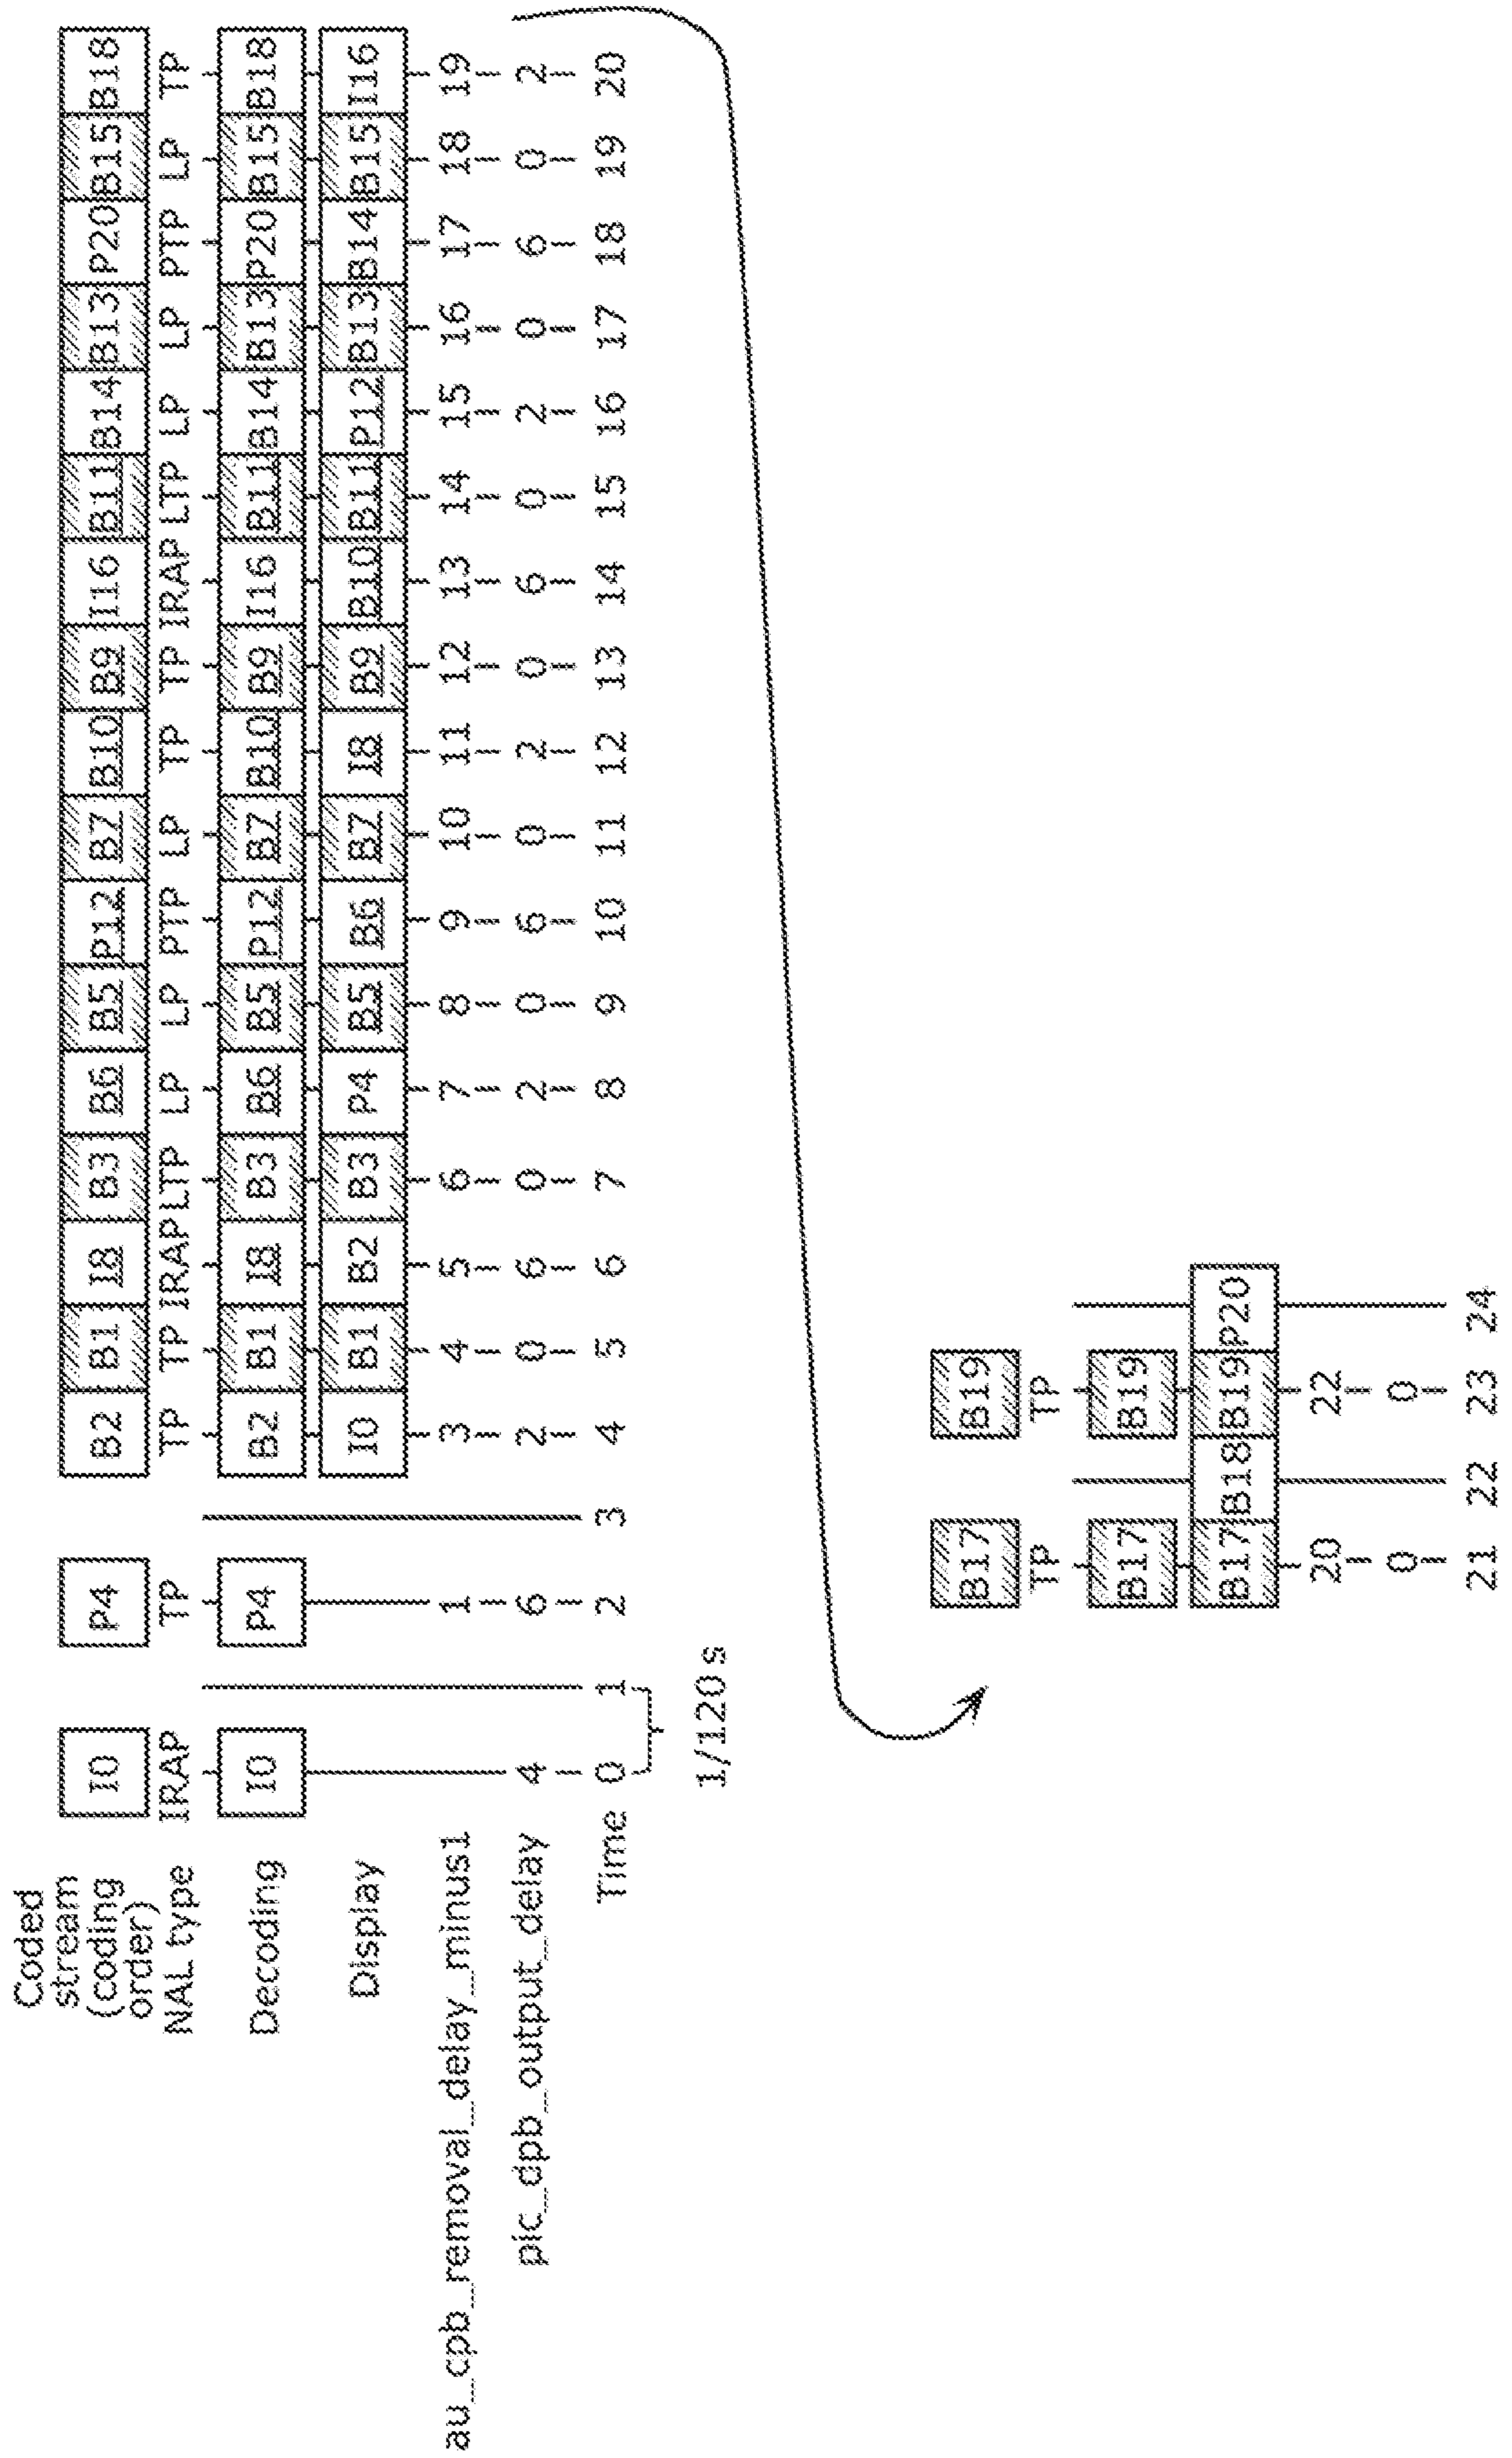 Coded
stream
(coding
order)
I0 P4 B2 B1 I8 B3 B6 B5 P12 B7 B10 B9 I16 B11 B14 B13 P20 B15 B18
NAL type IRAP TP TP TP IRAP LTP LP LP PTP LP TP TP IRAP LTP LP LP PTP LP TP
Decoding I0 P4 B2 B1 I8 B3 B6 B5 P12 B7 B10 B9 I16 B11 B14 B13 P20 B15 B18
Display I0 B1 B2 B3 P4 B5 B6 B7 I8 B9 B10 B11 P12 B13 B14 B15 I16
au_cpb_removal_delay_minus1 1 3 4 5 6 7 8 9 10 11 12 13 14 15 16 17 18 19
pic_dpb_output_delay 4 6 2 0 6 0 2 0 6 0 2 0 6 0 2 0 6 0 2
Time 0 1 2 3 4 5 6 7 8 9 10 11 12 13 14 15 16 17 18 19 20
1/120 s
B17 B19
TP TP
B17 B19
B17 B18 B19 P20
20 22
0 0
21 22 23 24